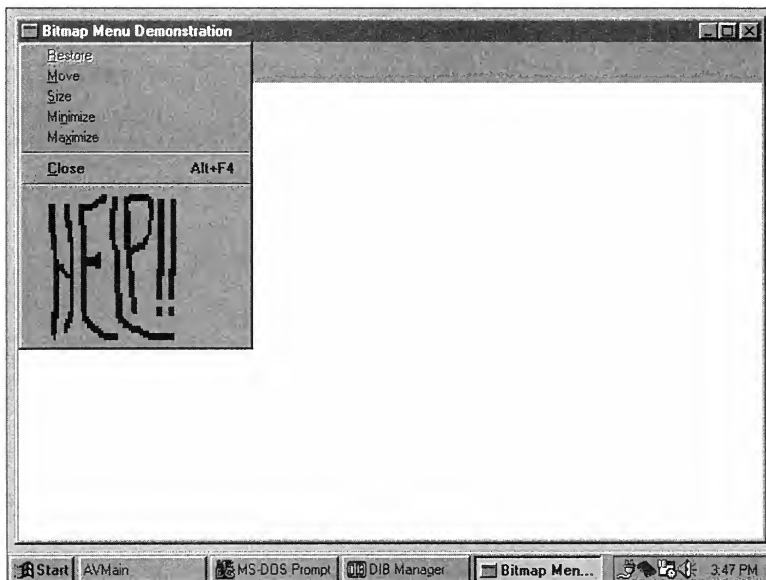 Bitmap Menu Demonstration
Restore
Move
Size
Minimize
Maximize
Close Alt+F4
HELP!!
Start AVMain MS-DOS Prompt DIB Manager Bitmap Men... 3:47 PM